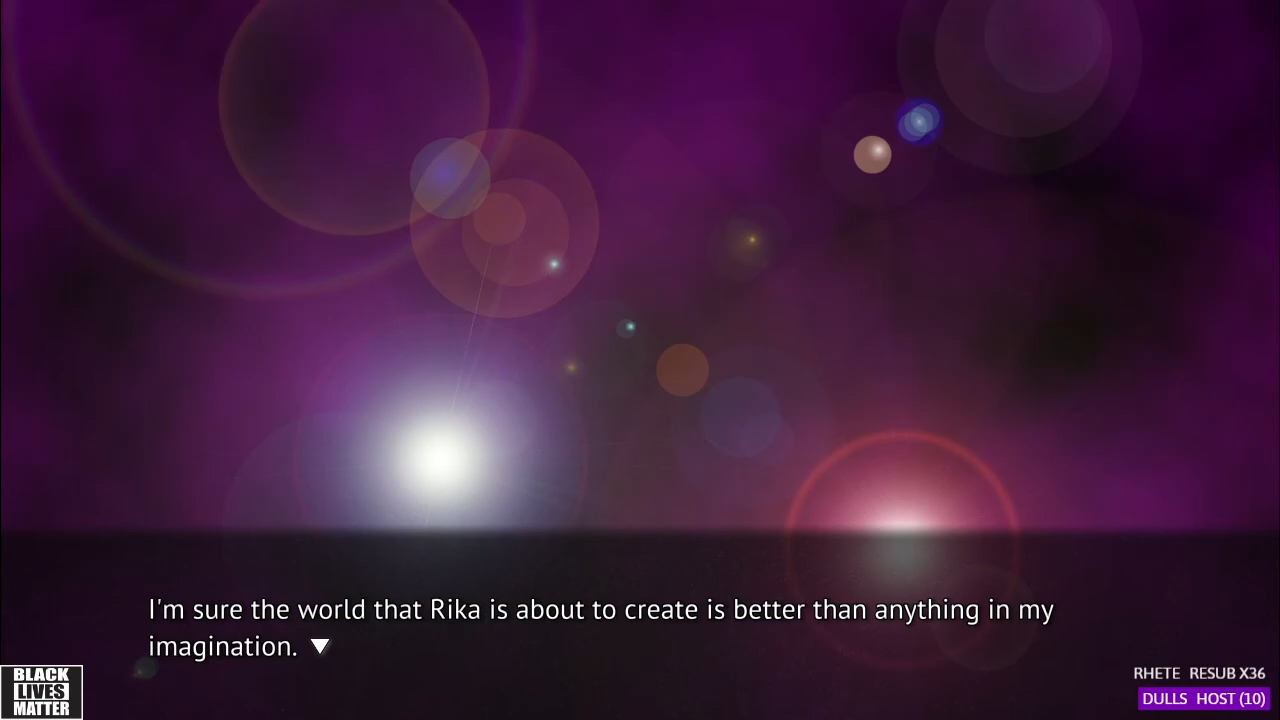 I'm sure the world that Rika is about to create is better than anything in my
imagination.
BLACK
LIVES
MATTER
RHETE RESUB X36
DULLS HOST (10)